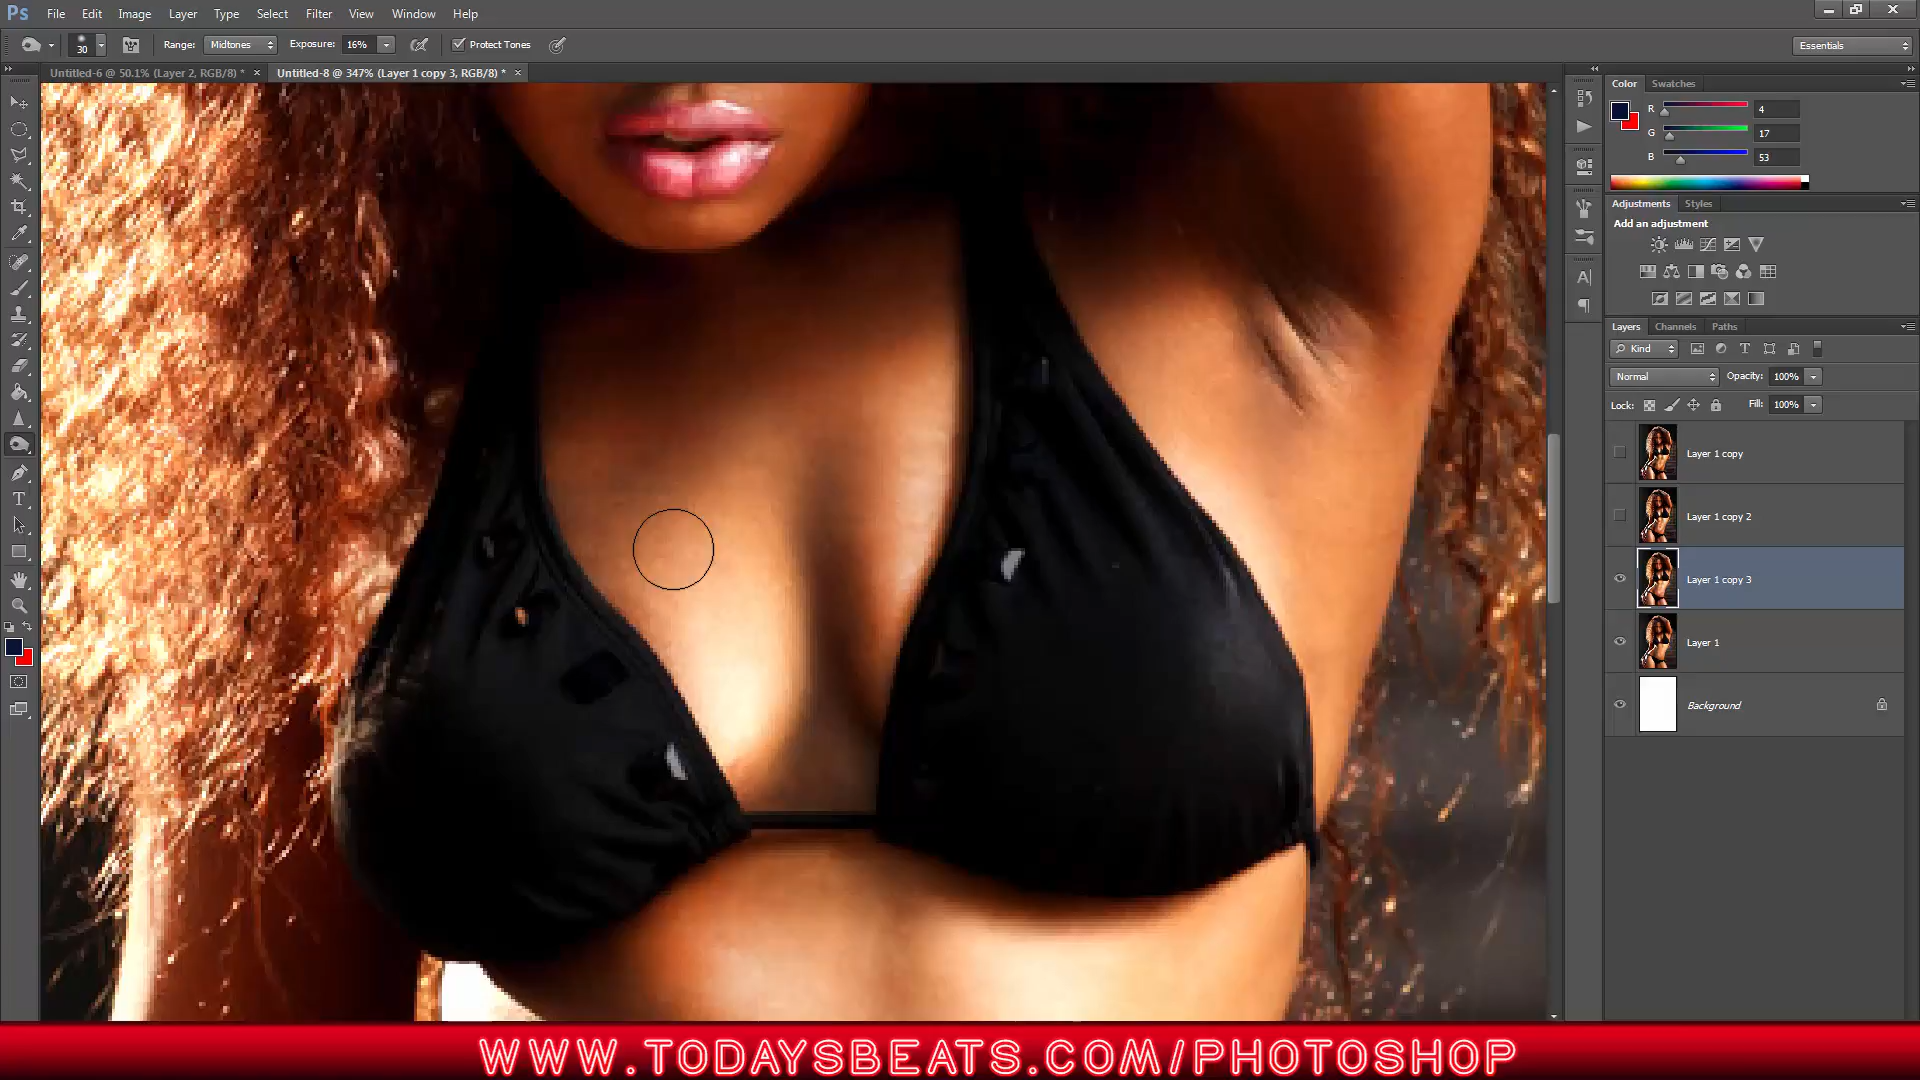 Ps File Edit Image Layer Type Select Filter View Window Help
30 Range: Midtones Exposure: 16% Protect Tones Essentials
Untitled-6 @ 50.1% (Layer 2, RGB/8) * × Untitled-8 @ 347% (Layer 1 copy 3, RGB/8) * ×
Color Swatches
R 4
G 17
B 53
Adjustments Styles
Add an adjustment
Layers Channels Paths
Kind T
Normal Opacity: 100%
Lock: Fill: 100%
Layer 1 copy
Layer 1 copy 2
Layer 1 copy 3
Layer 1
Background
WWW.TODAYSBEATS.COM/PHOTOSHOP